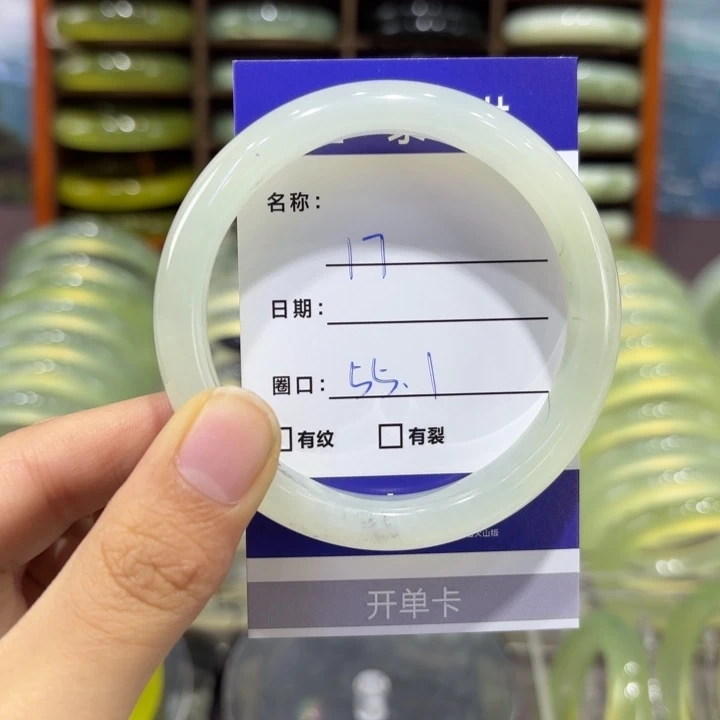 名称：
17
日期：
圈口：55.1
有纹 有裂
开单卡